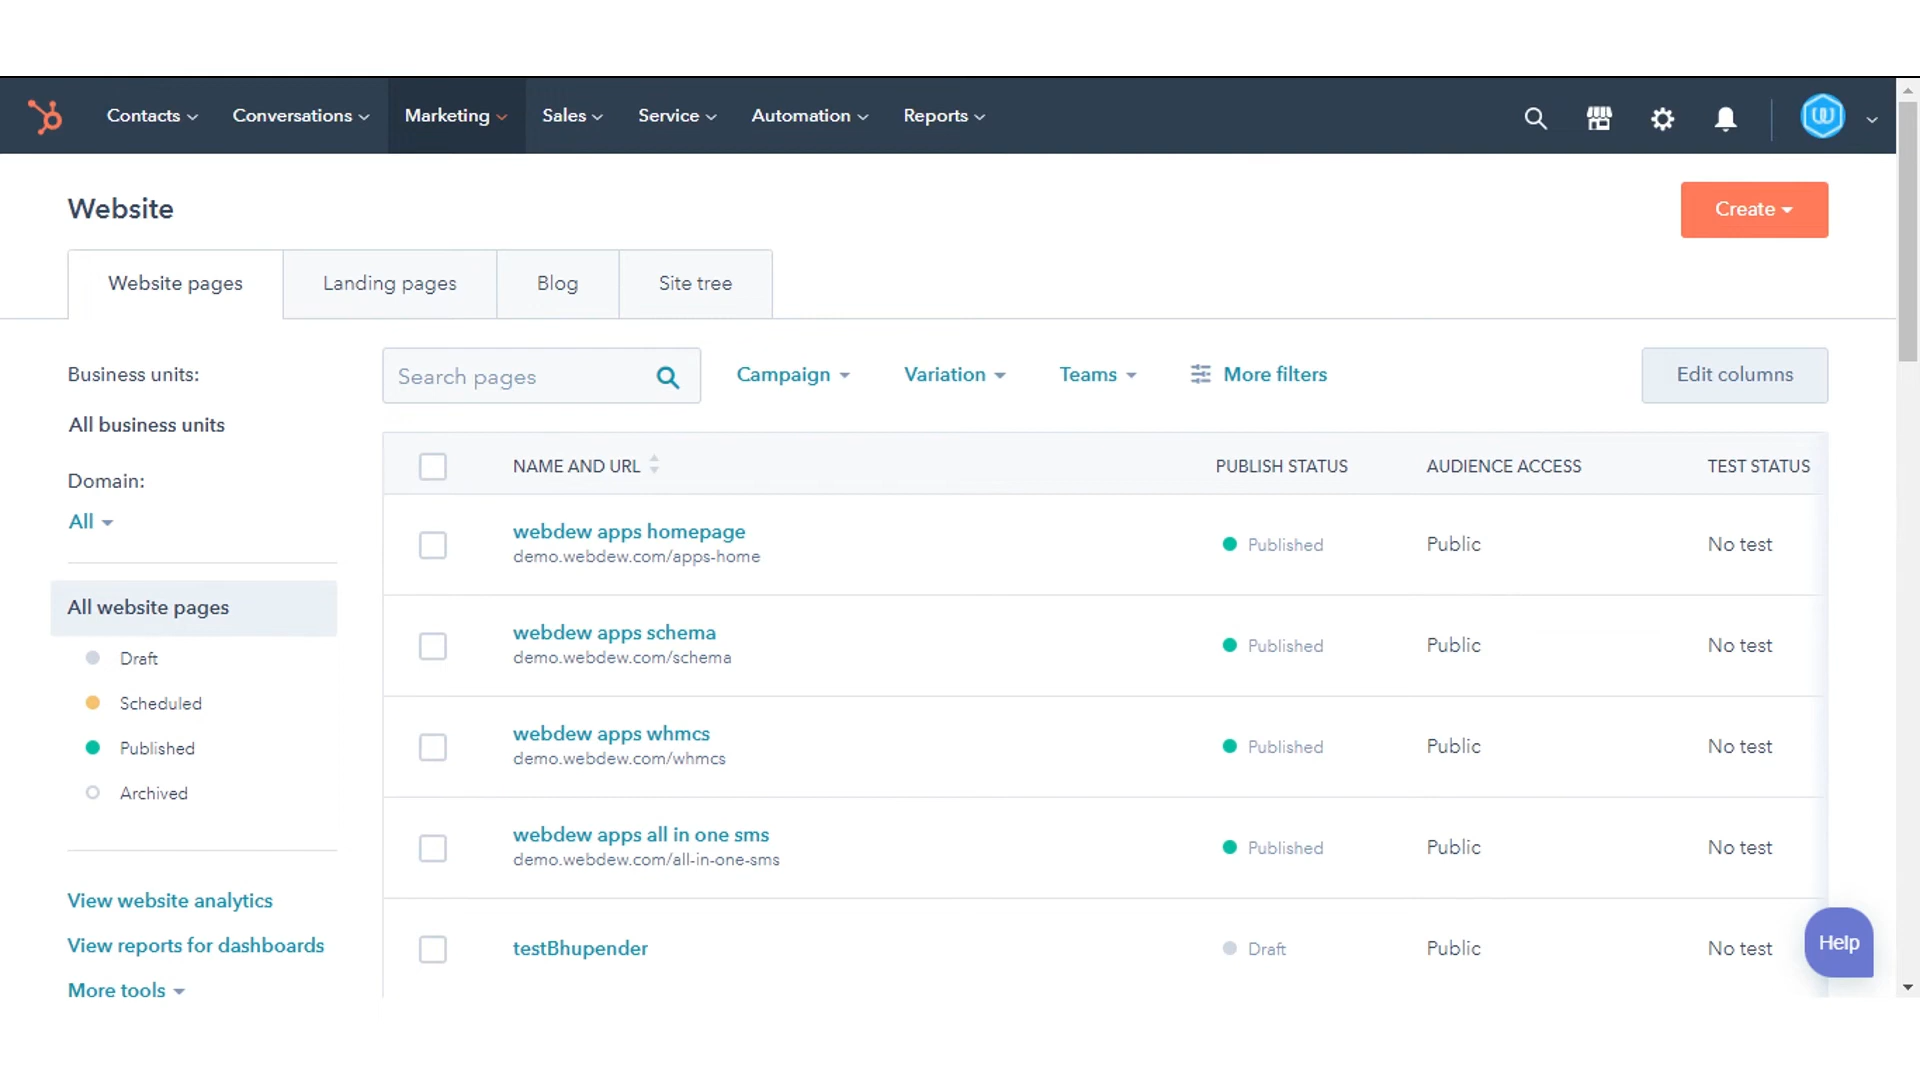 Contacts Conversations Marketing Sales Service Automation Reports
Website
Create
Website pages Landing pages Blog Site tree
Business units:
All business units
Domain:
All
All website pages
Draft
Scheduled
Published
Archived
View website analytics
View reports for dashboards
More tools
Search pages Campaign Variation Teams More filters Edit columns
NAME AND URL PUBLISH STATUS AUDIENCE ACCESS TEST STATUS
webdew apps homepage
demo.webdew.com/apps-home
Published Public No test
webdew apps schema
demo.webdew.com/schema
Published Public No test
webdew apps whmcs
demo.webdew.com/whmcs
Published Public No test
webdew apps all in one sms
demo.webdew.com/all-in-one-sms
Published Public No test
testBhupender Draft Public No test
Help